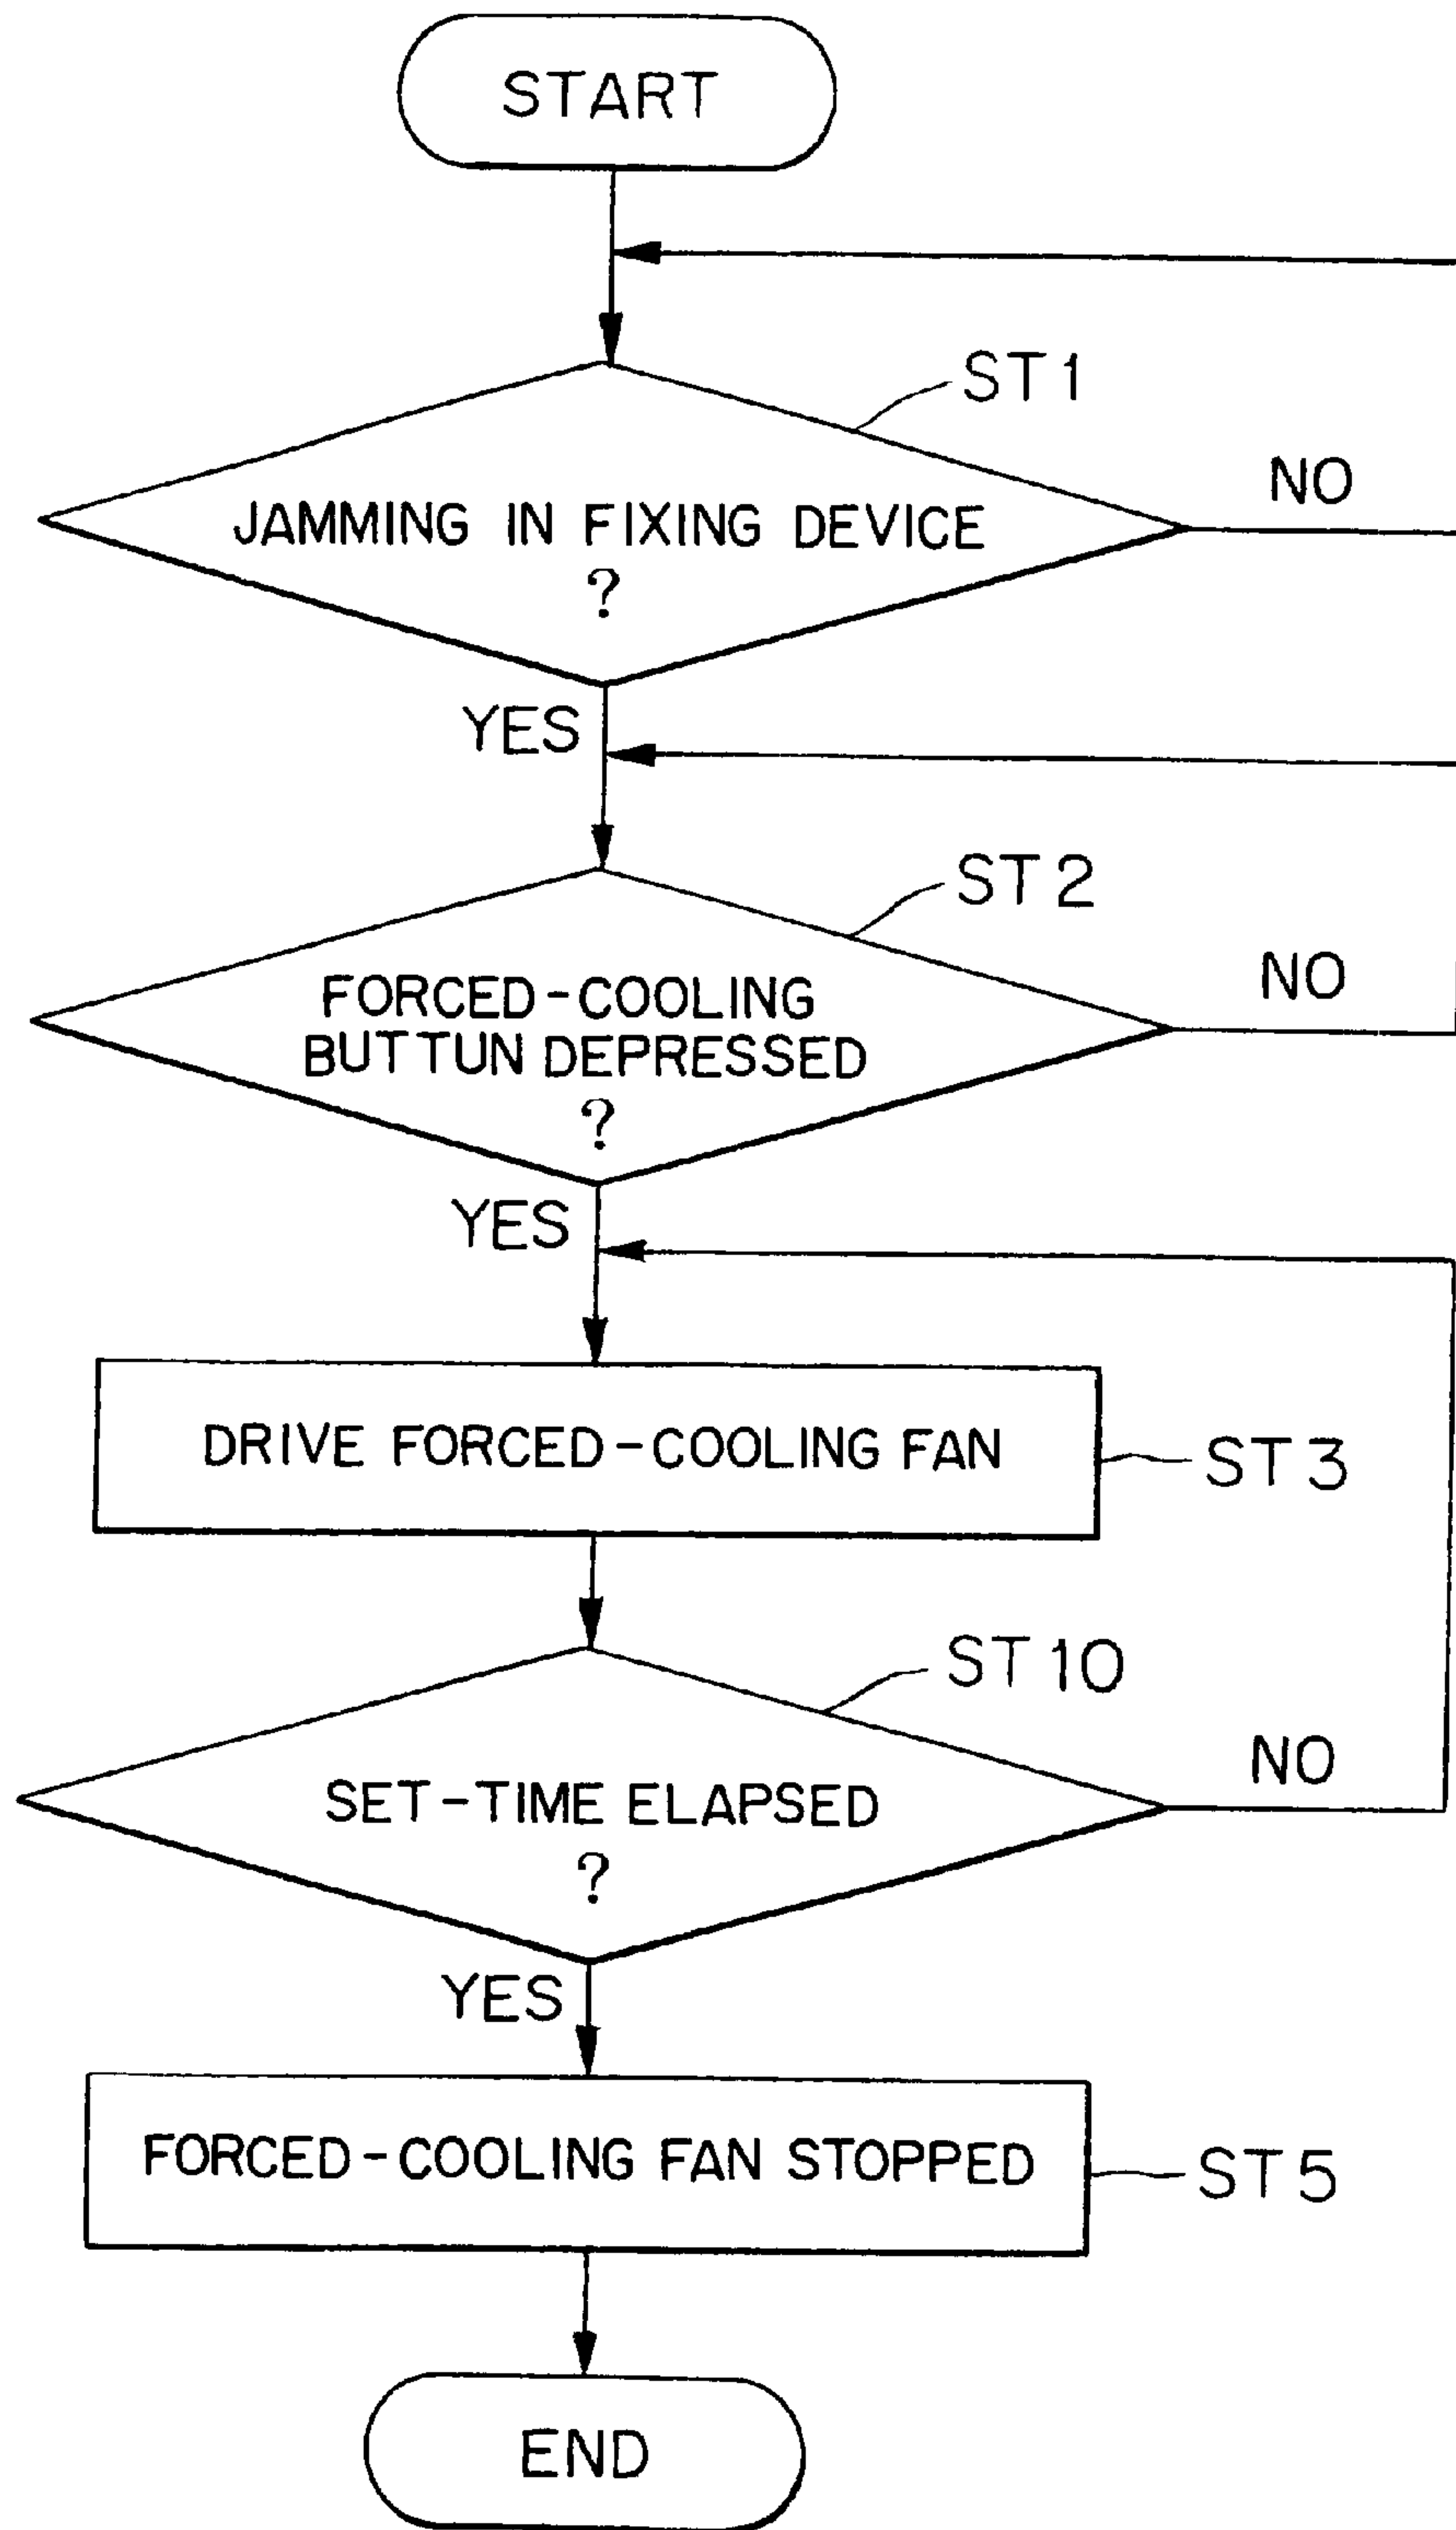 START
ST1
JAMMING IN FIXING DEVICE
?
NO
YES
ST2
FORCED-COOLING
BUTTUN DEPRESSED
?
NO
YES
DRIVE FORCED-COOLING FAN
ST3
ST10
SET-TIME ELAPSED
?
NO
YES
FORCED-COOLING FAN STOPPED
ST5
END